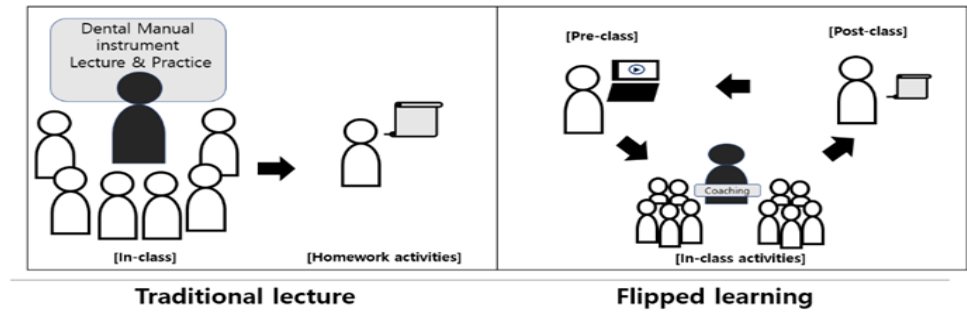 Dental Manual
instrument
Lecture & Practice
[In-class]
[Homework activities]
[Pre-class]
[Post-class]
Coaching
[In-class activities]
Traditional lecture
Flipped learning